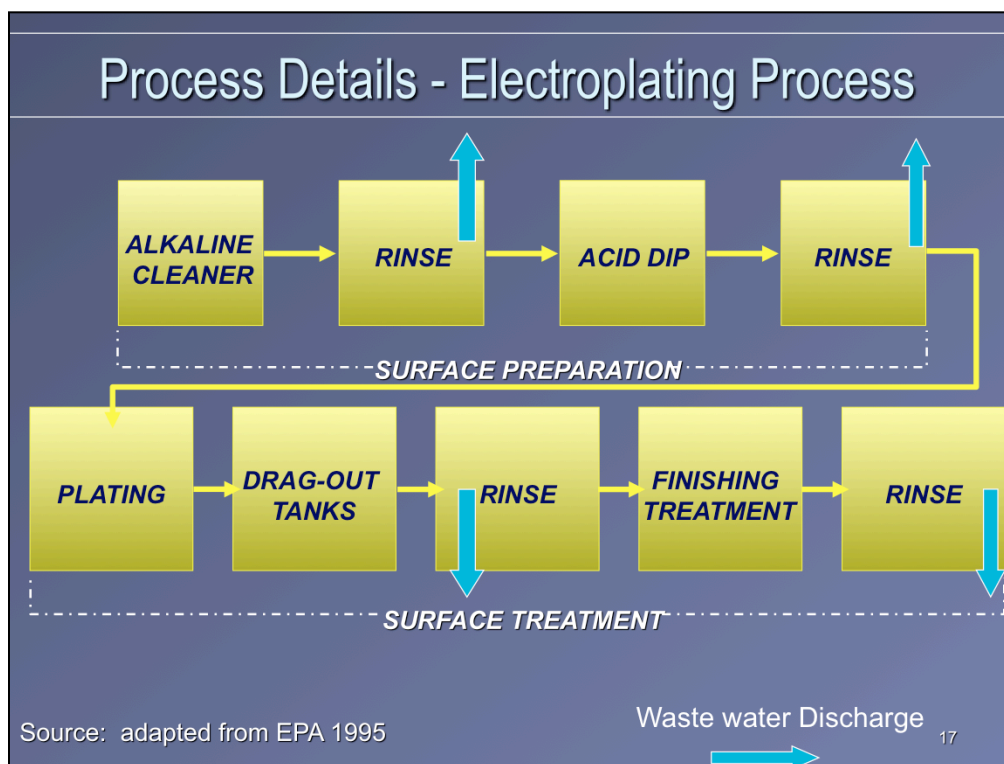 Process Details - Electroplating Process
ALKALINE
CLEANER
RINSE
ACID DIP
RINSE
SURFACE PREPARATION
PLATING
DRAG-OUT
TANKS
RINSE
FINISHING
TREATMENT
RINSE
SURFACE TREATMENT
Source: adapted from EPA 1995
Waste water Discharge
17